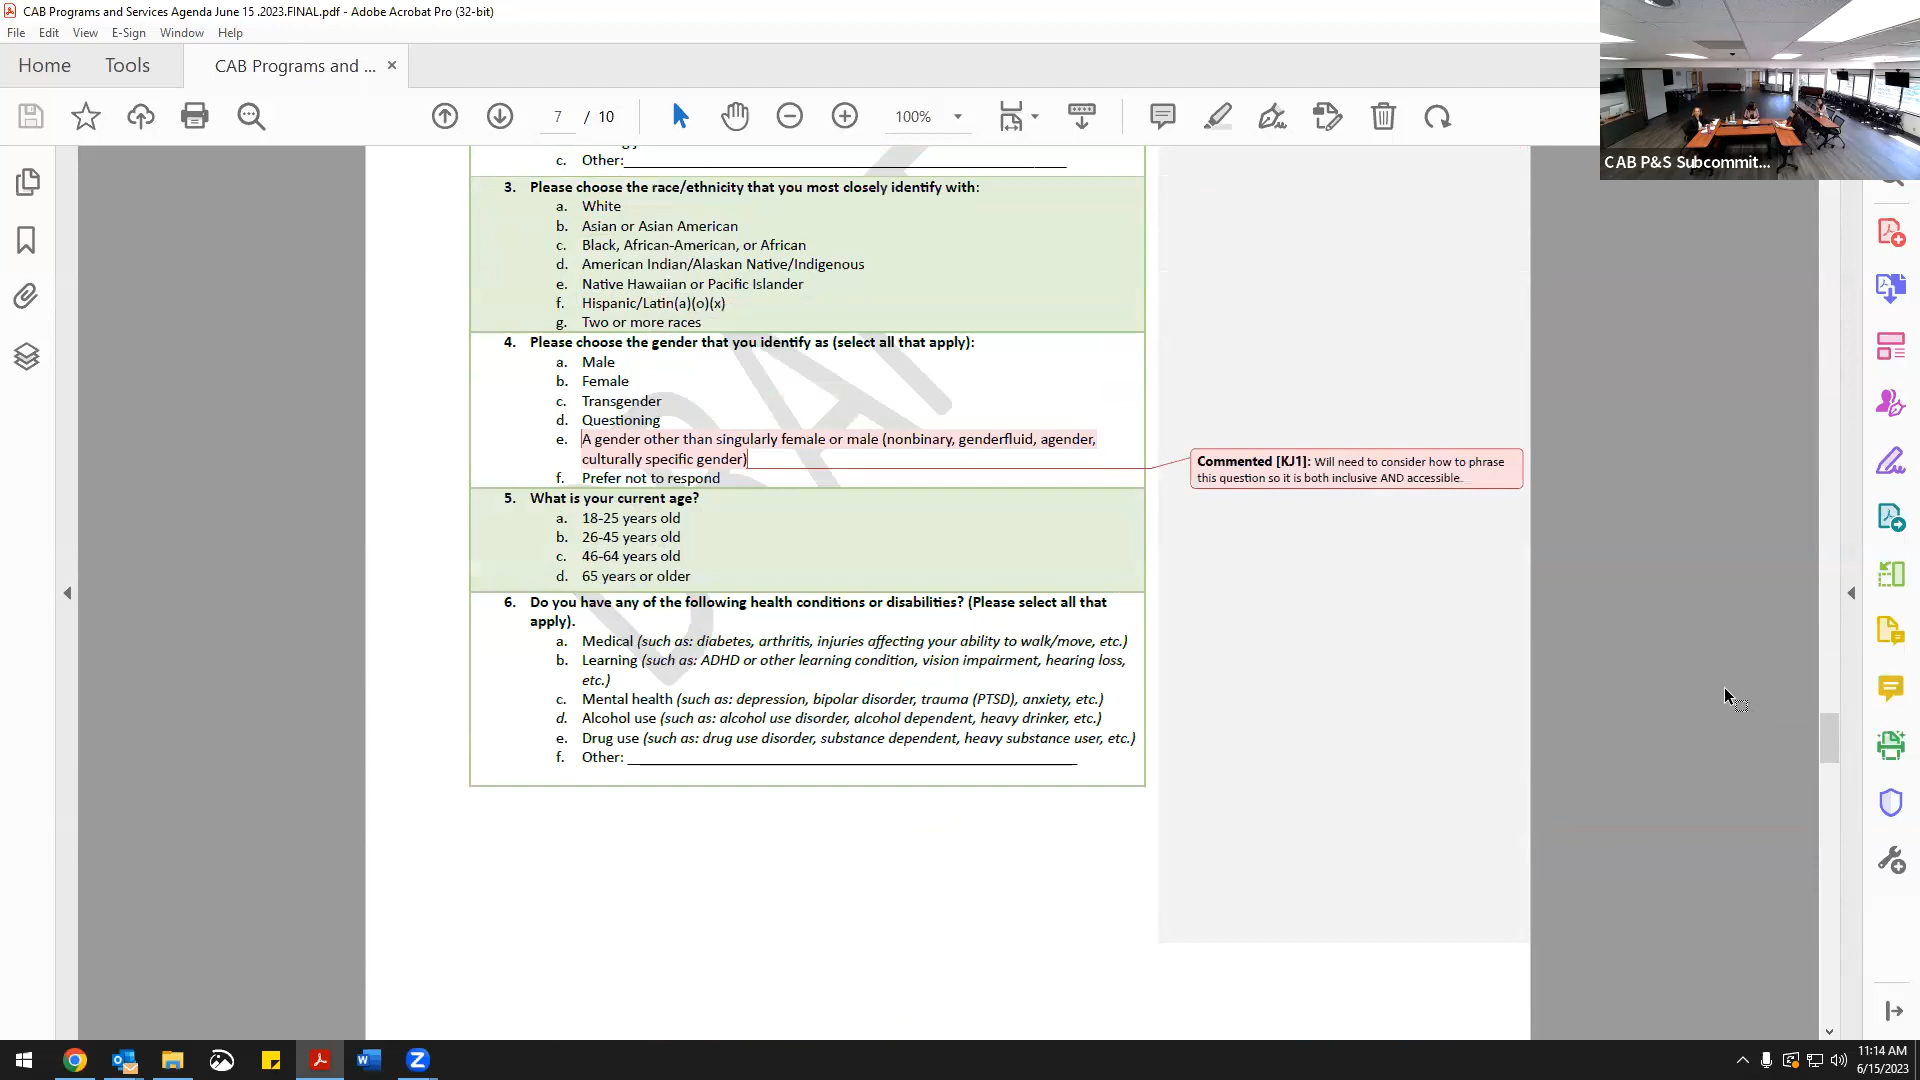 CAB Programs and Services Agenda June 15 .2023.FINAL.pdf - Adobe Acrobat Pro (32-bit)
File Edit View E-Sign Window Help
Home Tools CAB Programs and ... ×
7 / 10 100%
CAB P&S Subcommit...
c. Other:
3. Please choose the race/ethnicity that you most closely identify with:
a. White
b. Asian or Asian American
c. Black, African-American, or African
d. American Indian/Alaskan Native/Indigenous
e. Native Hawaiian or Pacific Islander
f. Hispanic/Latin(a)(o)(x)
g. Two or more races
4. Please choose the gender that you identify as (select all that apply):
a. Male
b. Female
c. Transgender
d. Questioning
e. A gender other than singularly female or male (nonbinary, genderfluid, agender,
culturally specific gender)
f. Prefer not to respond
Commented [KJ1]: Will need to consider how to phrase
this question so it is both inclusive AND accessible.
5. What is your current age?
a. 18-25 years old
b. 26-45 years old
c. 46-64 years old
d. 65 years or older
6. Do you have any of the following health conditions or disabilities? (Please select all that
apply).
a. Medical (such as: diabetes, arthritis, injuries affecting your ability to walk/move, etc.)
b. Learning (such as: ADHD or other learning condition, vision impairment, hearing loss,
etc.)
c. Mental health (such as: depression, bipolar disorder, trauma (PTSD), anxiety, etc.)
d. Alcohol use (such as: alcohol use disorder, alcohol dependent, heavy drinker, etc.)
e. Drug use (such as: drug use disorder, substance dependent, heavy substance user, etc.)
f. Other:
11:14 AM
6/15/2023